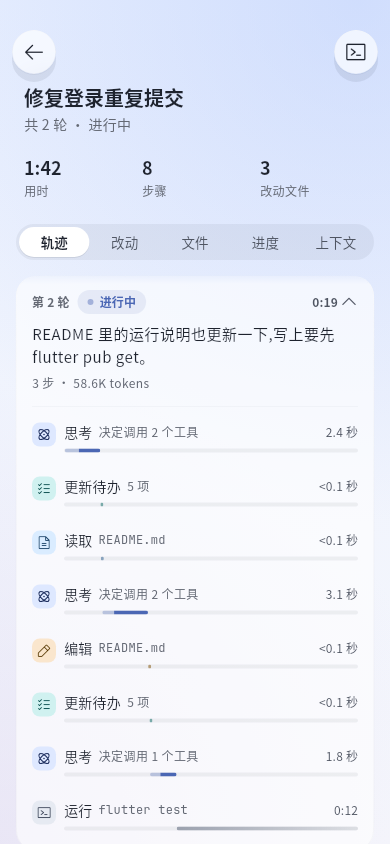 修复登录重复提交
共 2 轮 · 进行中
1:42 8 3
用时 步骤 改动文件
轨迹 改动 文件 进度 上下文
第 2 轮 进行中 0:19
README 里的运行说明也更新一下,写上要先
flutter pub get。
3 步 · 58.6K tokens
思考 决定调用 2 个工具 2.4 秒
更新待办 5 项 <0.1 秒
读取 README.md <0.1 秒
思考 决定调用 2 个工具 3.1 秒
编辑 README.md <0.1 秒
更新待办 5 项 <0.1 秒
思考 决定调用 1 个工具 1.8 秒
运行 flutter test 0:12